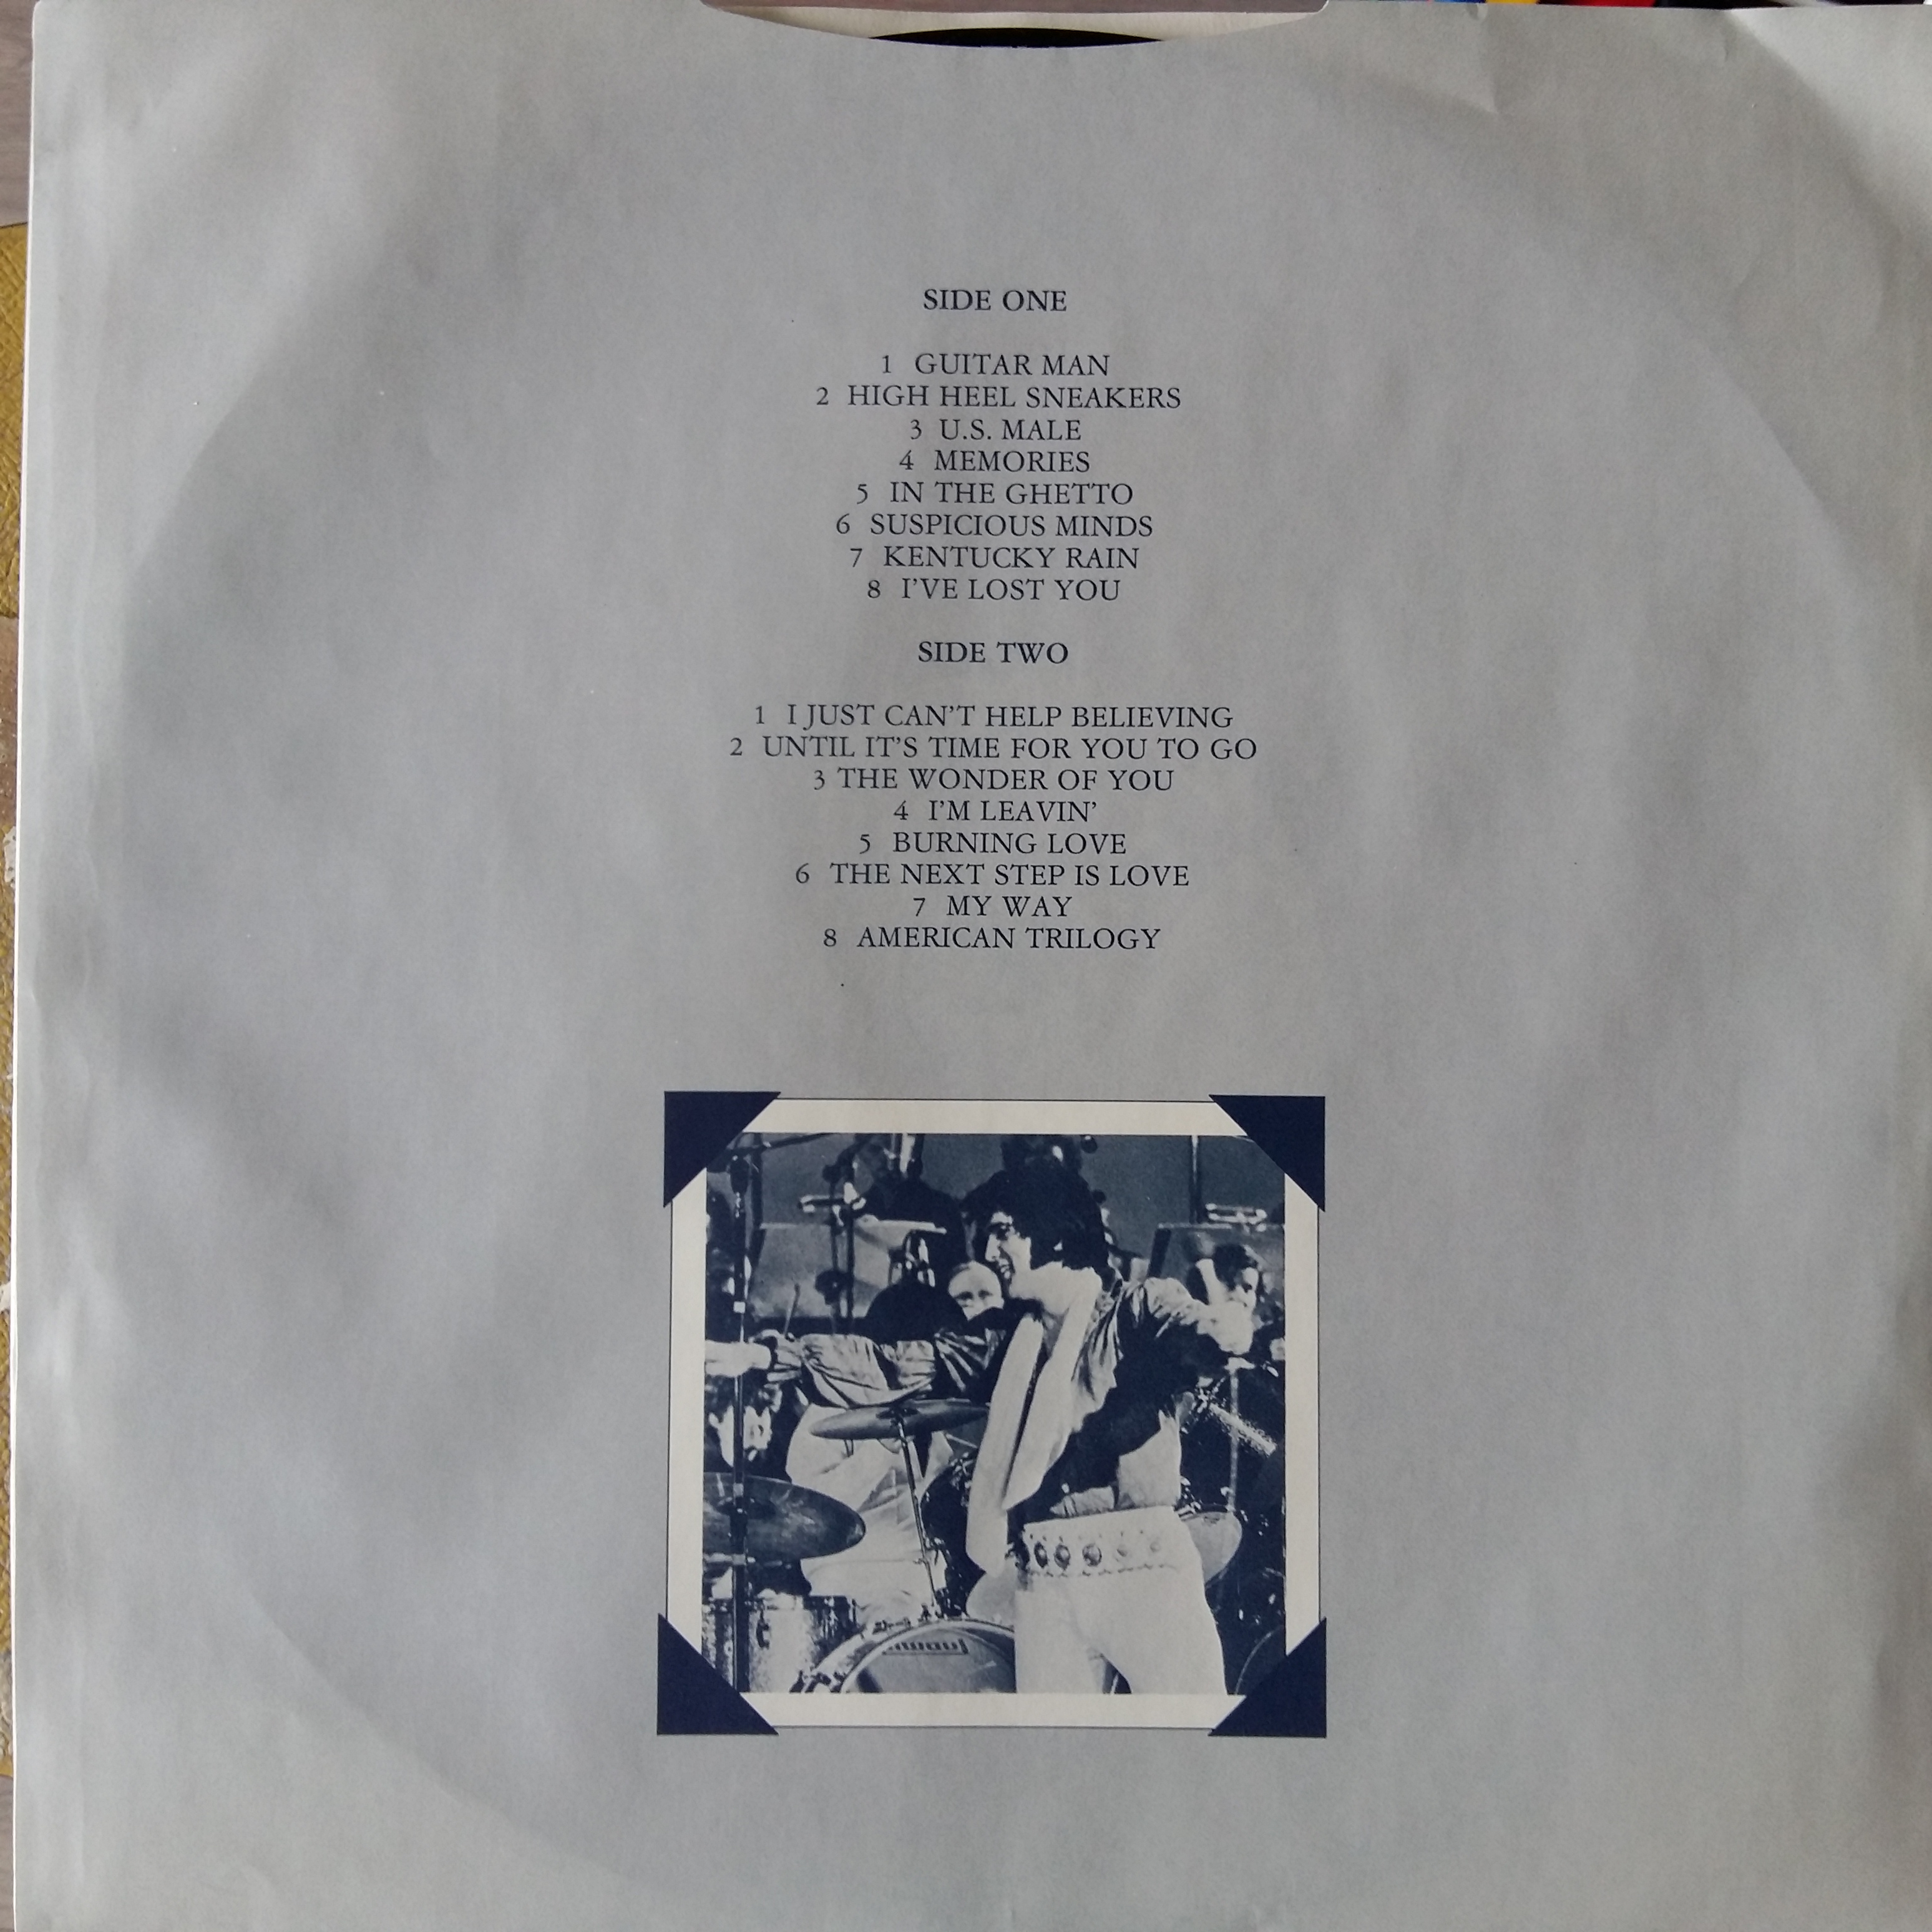 SIDE ONE
1 GUITAR MAN
2 HIGH HEEL SNEAKERS
3 U.S. MALE
4 MEMORIES
5 IN THE GHETTO
6 SUSPICIOUS MINDS
7 KENTUCKY RAIN
8 I'VE LOST YOU
SIDE TWO
1 I JUST CAN'T HELP BELIEVING
2 UNTIL IT'S TIME FOR YOU TO GO
3 THE WONDER OF YOU
4 I'M LEAVIN'
5 BURNING LOVE
6 THE NEXT STEP IS LOVE
7 MY WAY
8 AMERICAN TRILOGY